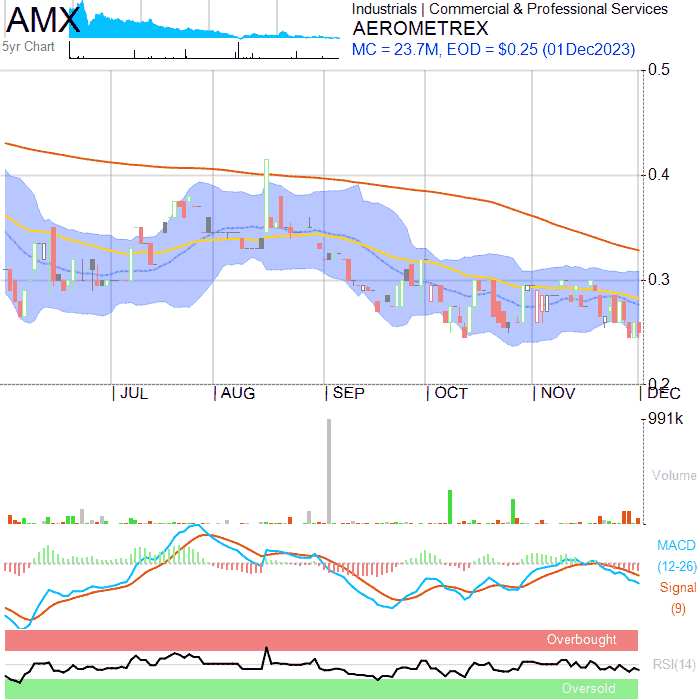 AMX
Industrials | Commercial & Professional Services
AEROMETREX
5yr Chart
MC = 23.7M, EOD = $0.25 (01Dec2023)
0.5
0.4
0.3
0.2
| JUL | AUG | SEP | OCT | NOV | DEC
991k
Volume
MACD
(12-26)
Signal
(9)
Overbought
RSI(14)
Oversold